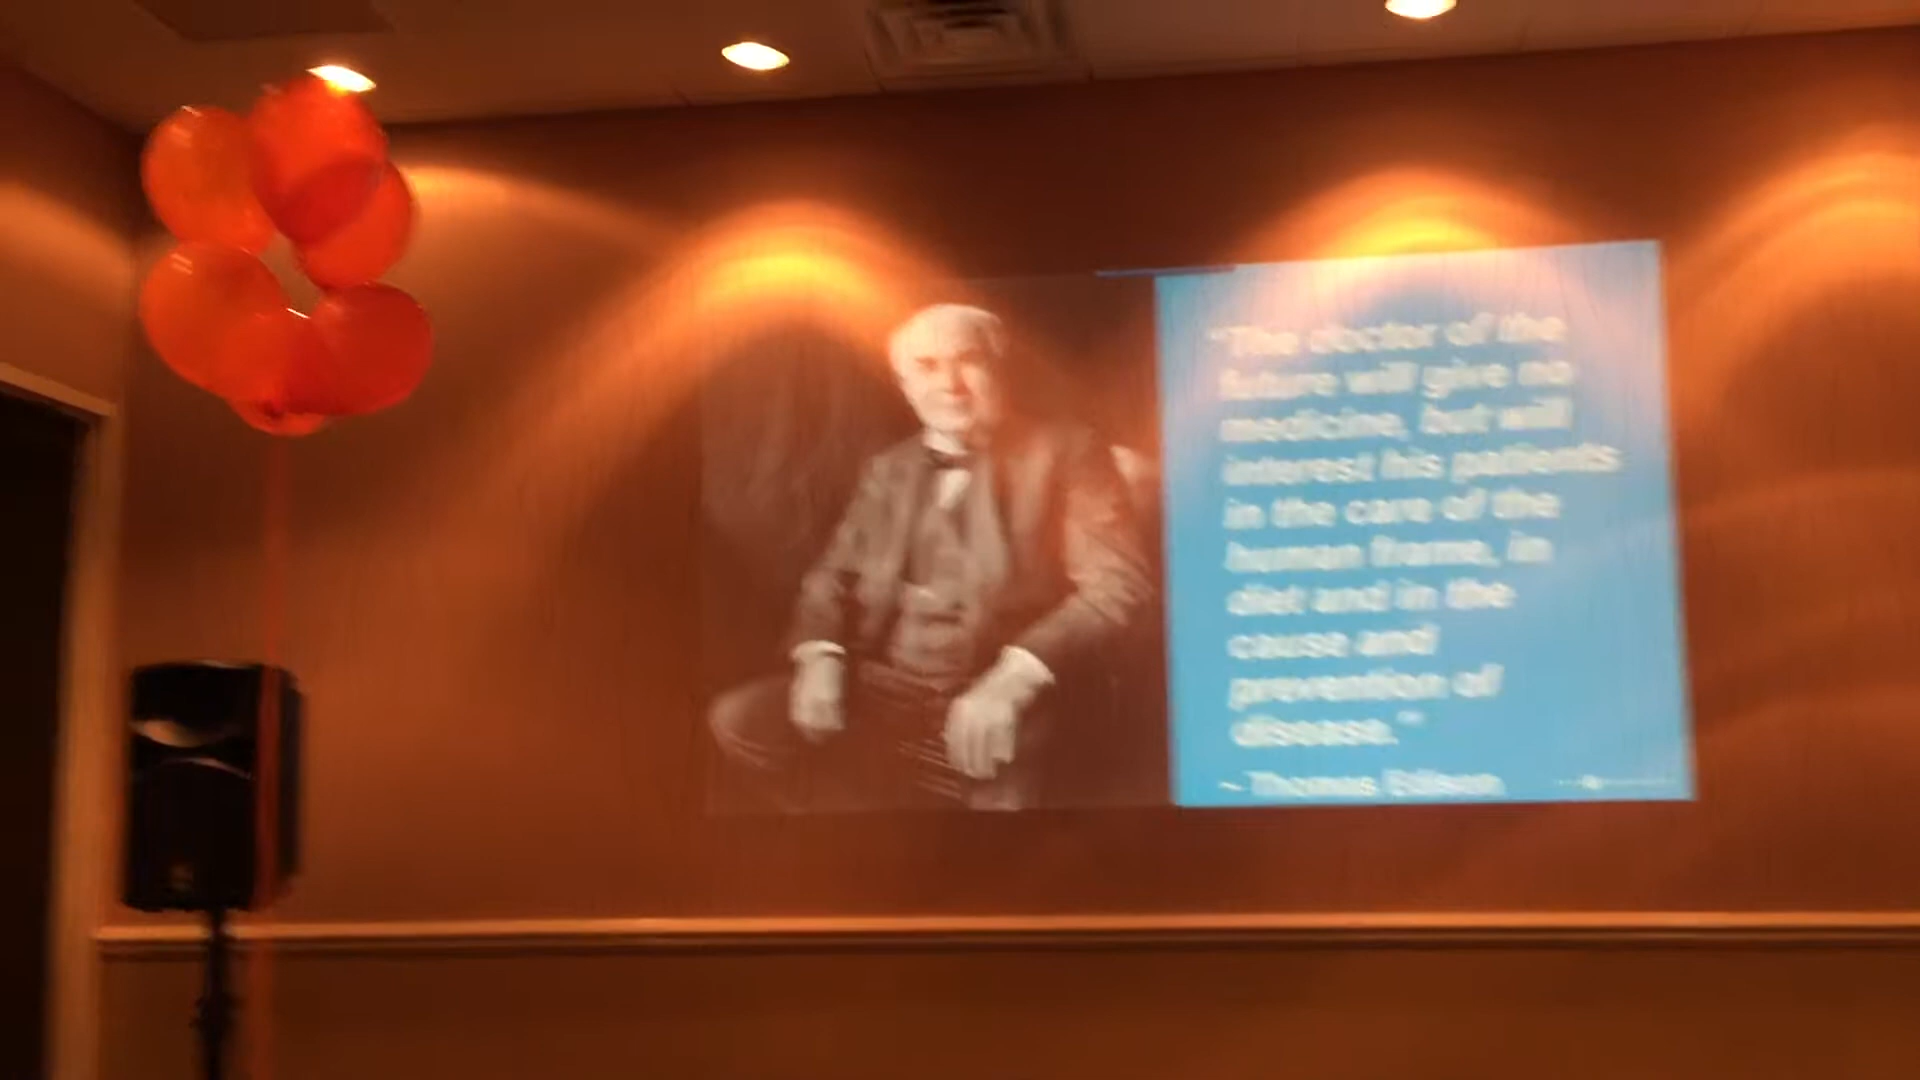 "The doctor of the
future will give no
medicine, but will
interest his patients
in the care of the
human frame, in
diet and in the
cause and
prevention of
disease."
~ Thomas Edison